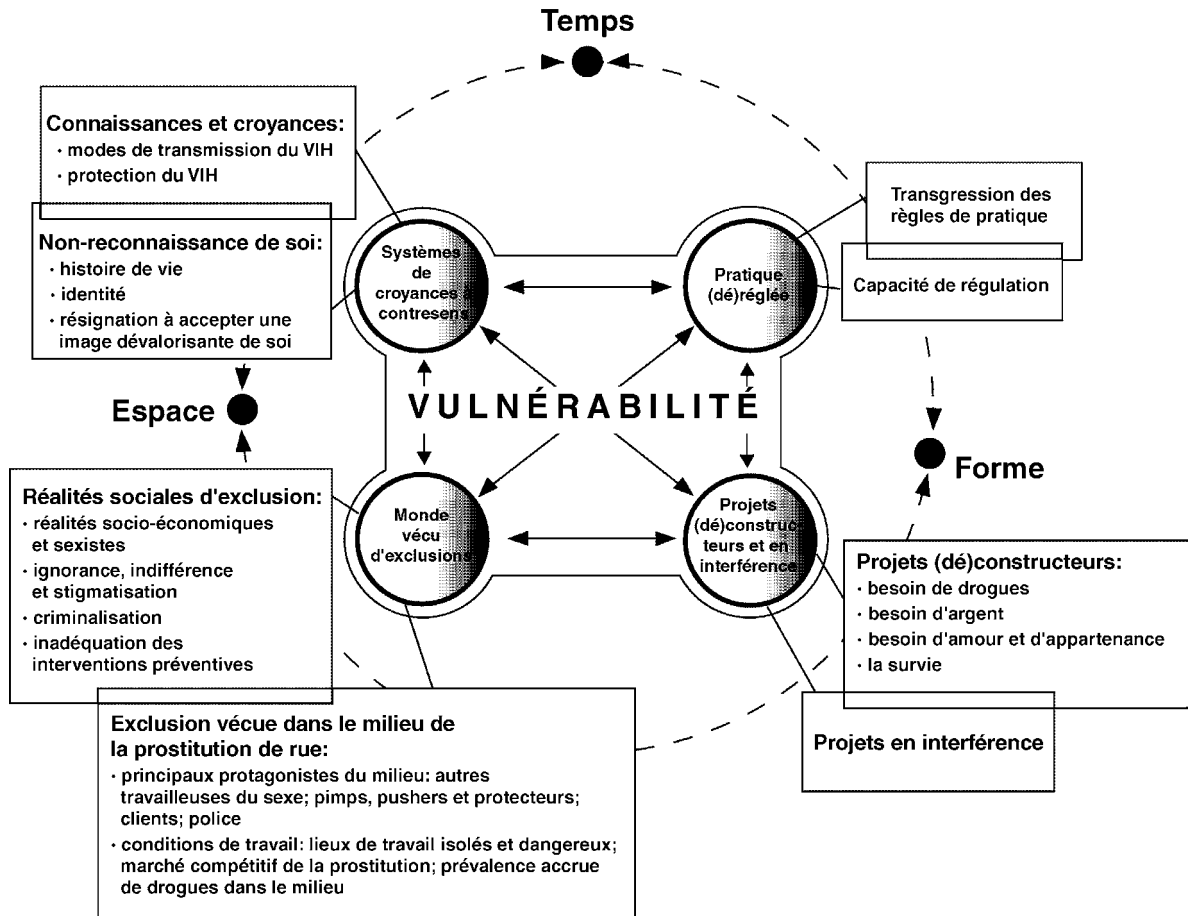 Temps
Connaissances et croyances:
· modes de transmission du VIH
· protection du VIH
Non-reconnaissance de soi:
· histoire de vie
· identité
· résignation à accepter une
image dévalorisante de soi
Systèmes
de
croyances à
contresens
Pratique
(dé)réglée
Transgression des
règles de pratique
Capacité de régulation
Espace
VULNÉRABILITÉ
Forme
Réalités sociales d'exclusion:
· réalités socio-économiques
et sexistes
· ignorance, indifférence
et stigmatisation
· criminalisation
· inadéquation des
interventions préventives
Monde
vécu
d'exclusions
Projets
(dé)construc-
teurs et en
interférence
Projets (dé)constructeurs:
· besoin de drogues
· besoin d'argent
· besoin d'amour et d'appartenance
· la survie
Exclusion vécue dans le milieu de
la prostitution de rue:
· principaux protagonistes du milieu: autres
travailleuses du sexe; pimps, pushers et protecteurs;
clients; police
· conditions de travail: lieux de travail isolés et dangereux;
marché compétitif de la prostitution; prévalence accrue
de drogues dans le milieu
Projets en interférence